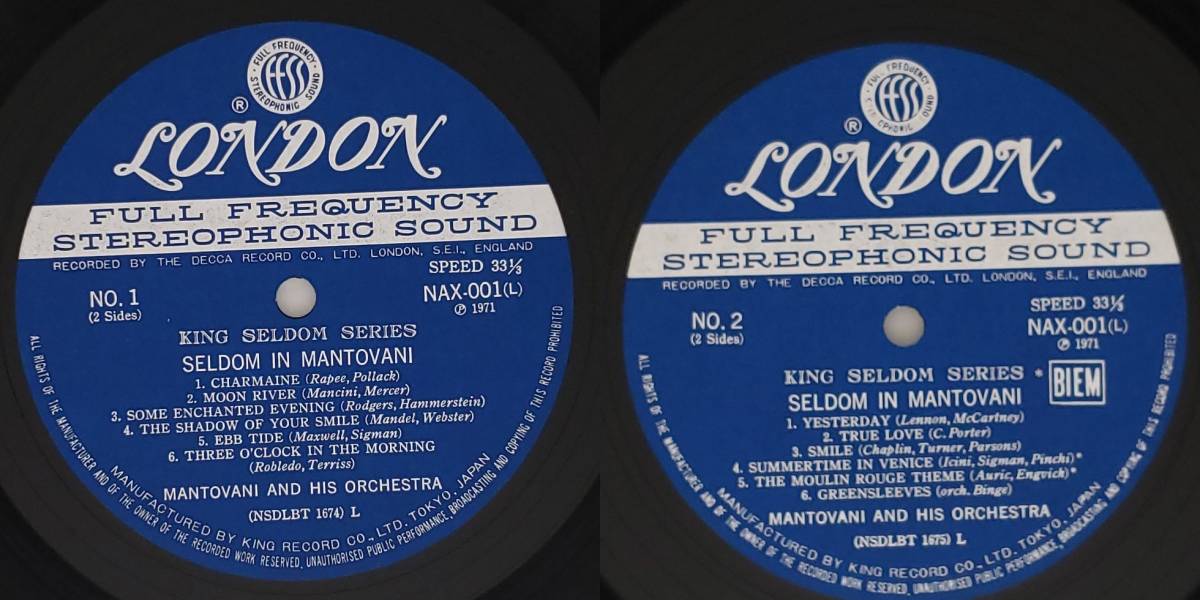 FULL FREQUENCY
ffss
STEREOPHONIC SOUND
®
LONDON
FULL FREQUENCY
STEREOPHONIC SOUND
RECORDED BY THE DECCA RECORD CO., LTD. LONDON, S.E.I., ENGLAND
SPEED 33⅓
NO. 1
NAX-001(L)
(2 Sides)
℗ 1971
KING SELDOM SERIES
SELDOM IN MANTOVANI
1. CHARMAINE (Rapee, Pollack)
2. MOON RIVER (Mancini, Mercer)
3. SOME ENCHANTED EVENING (Rodgers, Hammerstein)
4. THE SHADOW OF YOUR SMILE (Mandel, Webster)
5. EBB TIDE (Maxwell, Sigman)
6. THREE O'CLOCK IN THE MORNING
(Robledo, Terriss)
MANTOVANI AND HIS ORCHESTRA
(NSDLBT 1674) L
MANUFACTURED BY KING RECORD CO., LTD. TOKYO. JAPAN
ALL RIGHTS OF THE MANUFACTURER AND OF THE OWNER OF THE RECORDED WORK RESERVED, UNAUTHORISED PUBLIC PERFORMANCE, BROADCASTING AND COPYING OF THIS RECORD PROHIBITED
FULL FREQUENCY
ffss
SOUND
®
LONDON
FULL FREQUENCY
STEREOPHONIC SOUND
RECORDED BY THE DECCA RECORD CO., LTD. LONDON, S.E.I., ENGLAND
SPEED 33⅓
NO. 2
NAX-001(L)
(2 Sides)
℗ 1971
KING SELDOM SERIES
* BIEM
SELDOM IN MANTOVANI
1. YESTERDAY (Lennon, McCartney)
2. TRUE LOVE (C. Porter)
3. SMILE (Chaplin, Turner, Parsons)
4. SUMMERTIME IN VENICE (Icini, Sigman, Pinchi)*
5. THE MOULIN ROUGE THEME (Auric, Engvich)*
6. GREENSLEEVES (orch. Binge)
MANTOVANI AND HIS ORCHESTRA
(NSDLBT 1675) L
MANUFACTURED BY KING RECORD CO., LTD. TOKYO. JAPAN
ALL RIGHTS OF THE MANUFACTURER AND OF THE OWNER OF THE RECORDED WORK RESERVED, UNAUTHORISED PUBLIC PERFORMANCE, BROADCASTING AND COPYING OF THIS RECORD PROHIBITED